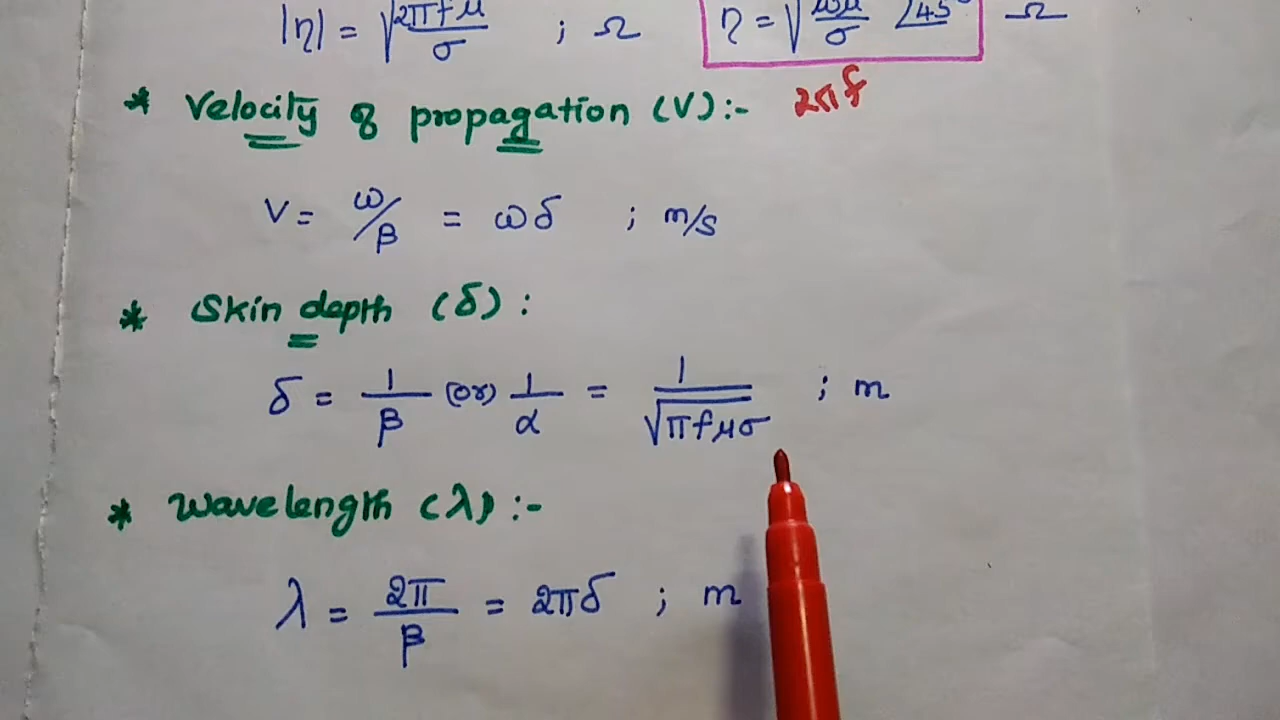 |η| = √2πfμ/σ ; Ω η = √ωμ/σ ∠45° Ω
* Velocity of propagation (V):- 2πf
V = ω/β = ωδ ; m/s
* Skin depth (δ) :
δ = 1/β (or) 1/α = 1/√πfμσ ; m
* Wavelength (λ) :-
λ = 2π/β = 2πδ ; m